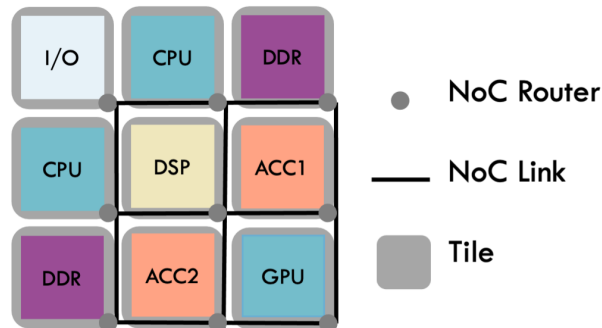 I/O CPU DDR
NoC Router
CPU DSP ACC1
NoC Link
DDR ACC2 GPU
Tile